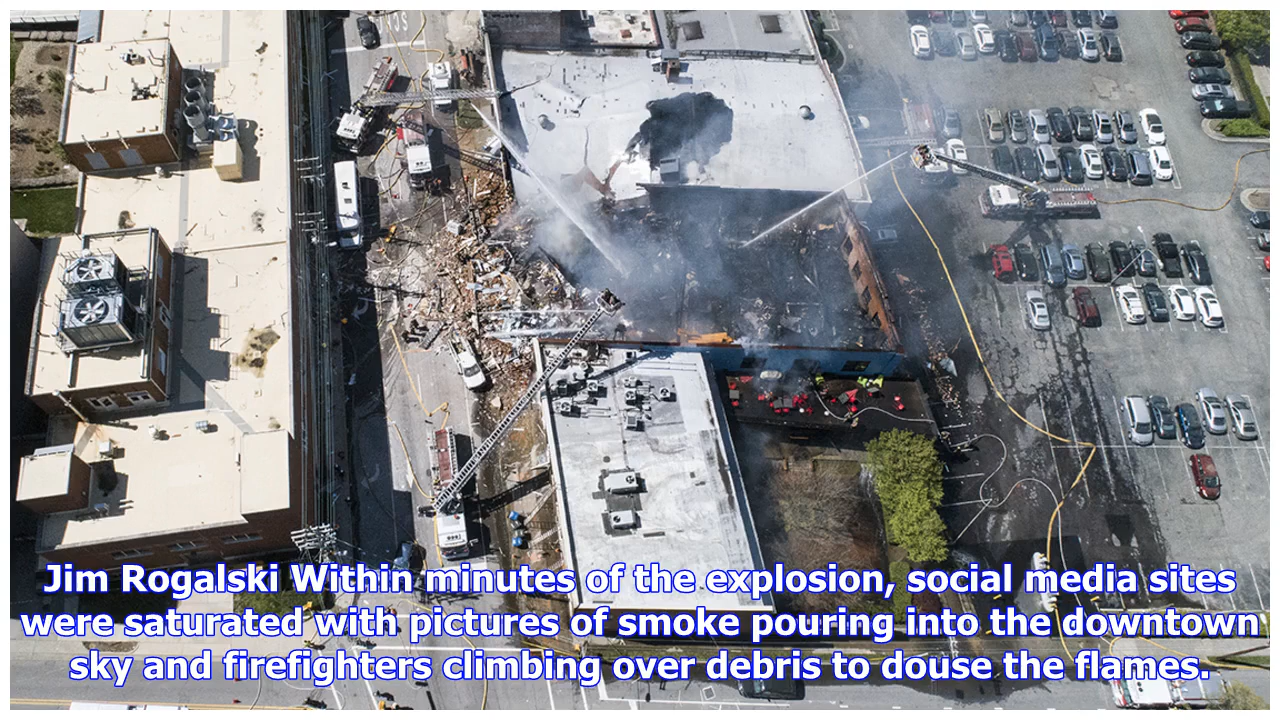 Jim Rogalski Within minutes of the explosion, social media sites
were saturated with pictures of smoke pouring into the downtown
sky and firefighters climbing over debris to douse the flames.